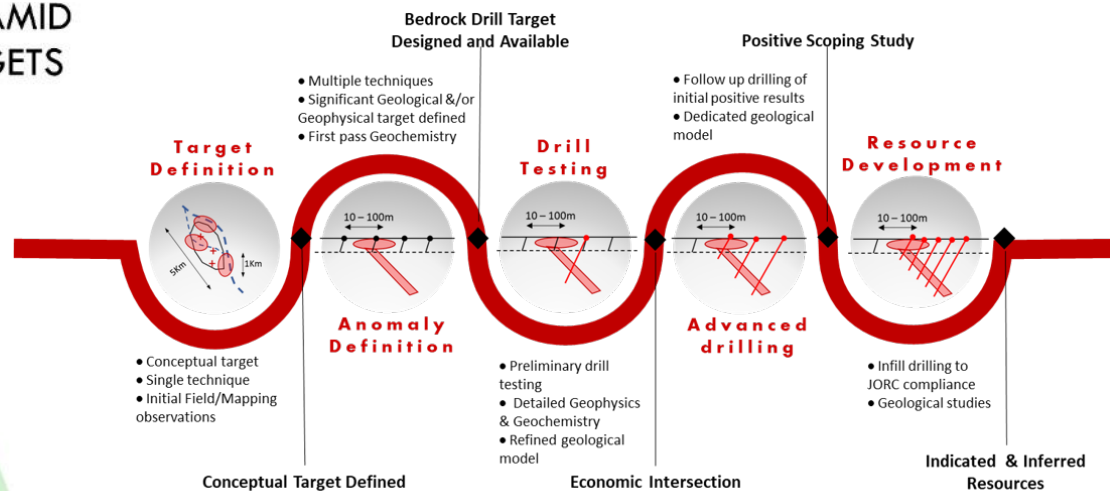 Bedrock Drill Target
Designed and Available
Positive Scoping Study
• Multiple techniques
• Significant Geological &/or
Geophysical target defined
• First pass Geochemistry
• Follow up drilling of
initial positive results
• Dedicated geological
model
Target
Definition
Drill
Testing
Resource
Development
5Km
1Km
10 – 100m
10 – 100m
10 – 100m
10 – 100m
Anomaly
Definition
Advanced
drilling
• Conceptual target
• Single technique
• Initial Field/Mapping
observations
• Preliminary drill
testing
• Detailed Geophysics
& Geochemistry
• Refined geological
model
• Infill drilling to
JORC compliance
• Geological studies
Conceptual Target Defined
Economic Intersection
Indicated & Inferred
Resources